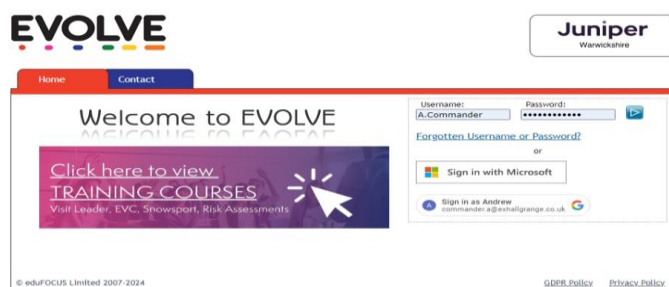 EVOLVE
Juniper
Warwickshire
Home
Contact
Welcome to EVOLVE
Username:
Password:
A.Commander
Forgotten Username or Password?
or
Sign in with Microsoft
Click here to view
TRAINING COURSES
Visit Leader, EVC, Snowsport, Risk Assessments
A
Sign in as Andrew
commander.a@exhallgrange.co.uk
G
© eduFOCUS Limited 2007-2024
GDPR Policy
Privacy Policy